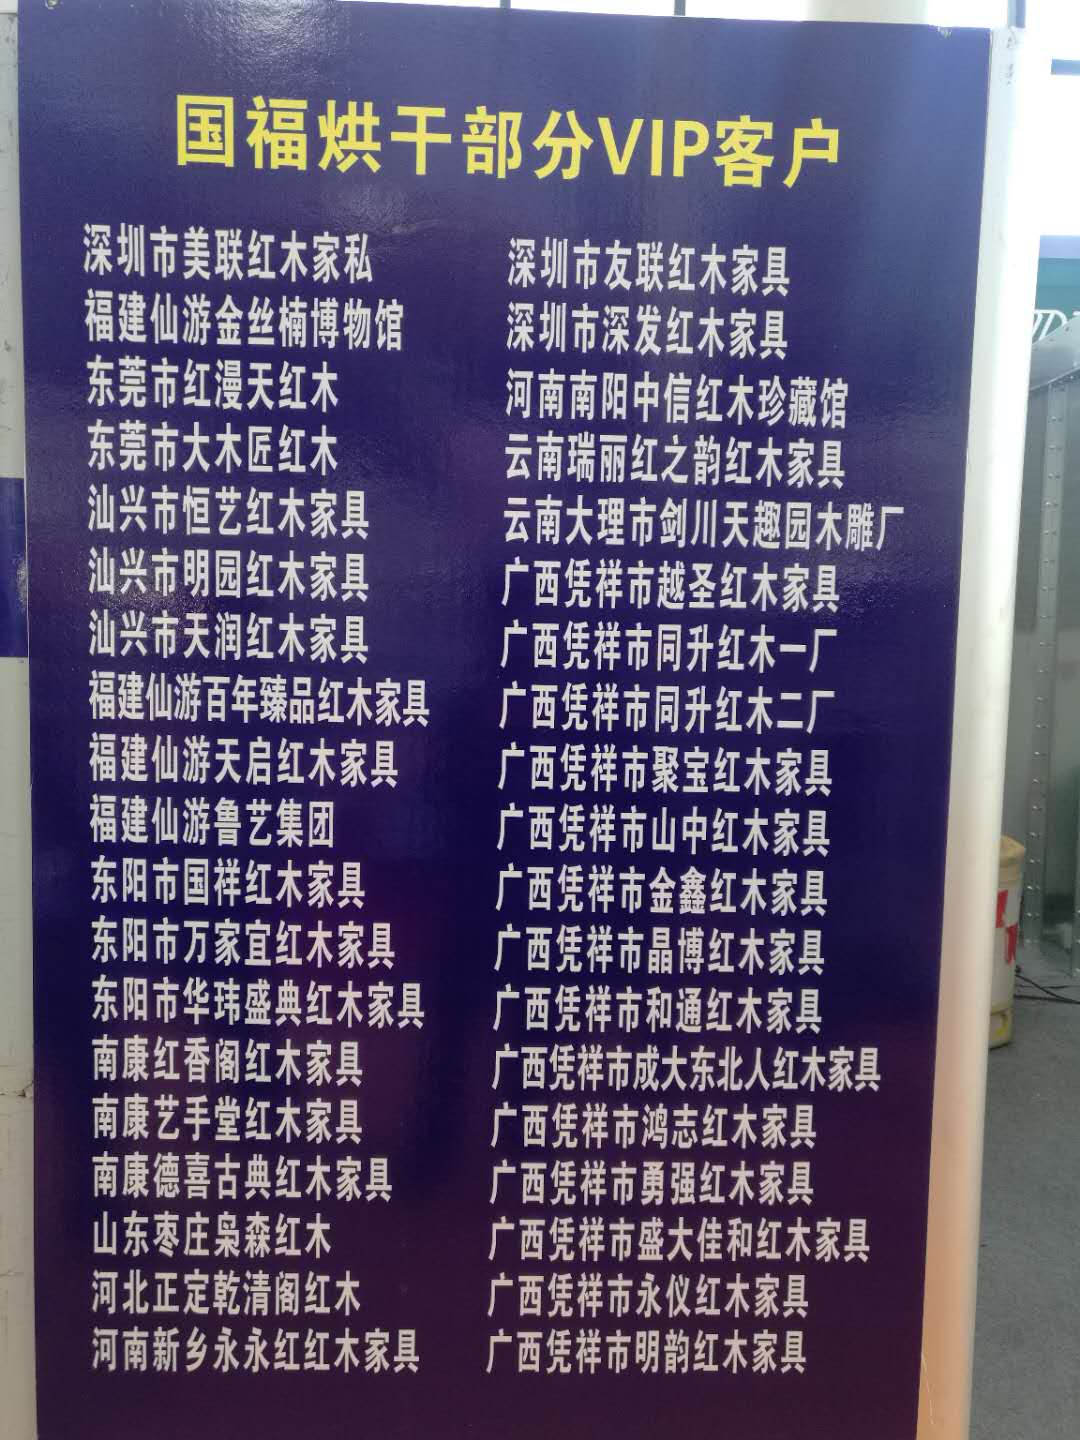 国福烘干部分VIP客户
深圳市美联红木家私
福建仙游金丝楠博物馆
东莞市红漫天红木
东莞市大木匠红木
汕兴市恒艺红木家具
汕兴市明园红木家具
汕兴市天润红木家具
福建仙游百年臻品红木家具
福建仙游天启红木家具
福建仙游鲁艺集团
东阳市国祥红木家具
东阳市万家宜红木家具
东阳市华玮盛典红木家具
南康红香阁红木家具
南康艺手堂红木家具
南康德喜古典红木家具
山东枣庄枭森红木
河北正定乾清阁红木
河南新乡永永红红木家具
深圳市友联红木家具
深圳市深发红木家具
河南南阳中信红木珍藏馆
云南瑞丽红之韵红木家具
云南大理市剑川天趣园木雕厂
广西凭祥市越圣红木家具
广西凭祥市同升红木一厂
广西凭祥市同升红木二厂
广西凭祥市聚宝红木家具
广西凭祥市山中红木家具
广西凭祥市金鑫红木家具
广西凭祥市晶博红木家具
广西凭祥市和通红木家具
广西凭祥市成大东北人红木家具
广西凭祥市鸿志红木家具
广西凭祥市勇强红木家具
广西凭祥市盛大佳和红木家具
广西凭祥市永仪红木家具
广西凭祥市明韵红木家具